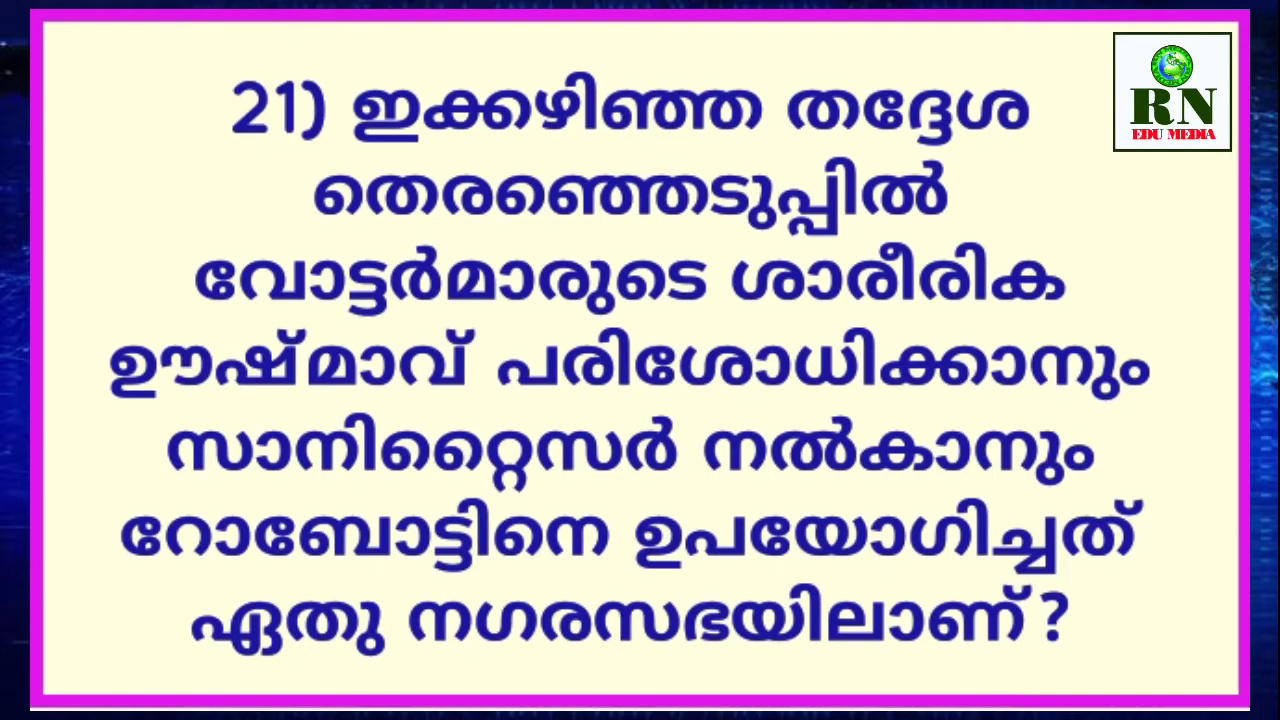 21) ഇക്കഴിഞ്ഞ തദ്ദേശ
തെരഞ്ഞെടുപ്പിൽ
വോട്ടർമാരുടെ ശാരീരിക
ഊഷ്മാവ് പരിശോധിക്കാനും
സാനിറ്റൈസർ നൽകാനും
റോബോട്ടിനെ ഉപയോഗിച്ചത്
ഏതു നഗരസഭയിലാണ്?
RN
EDU MEDIA